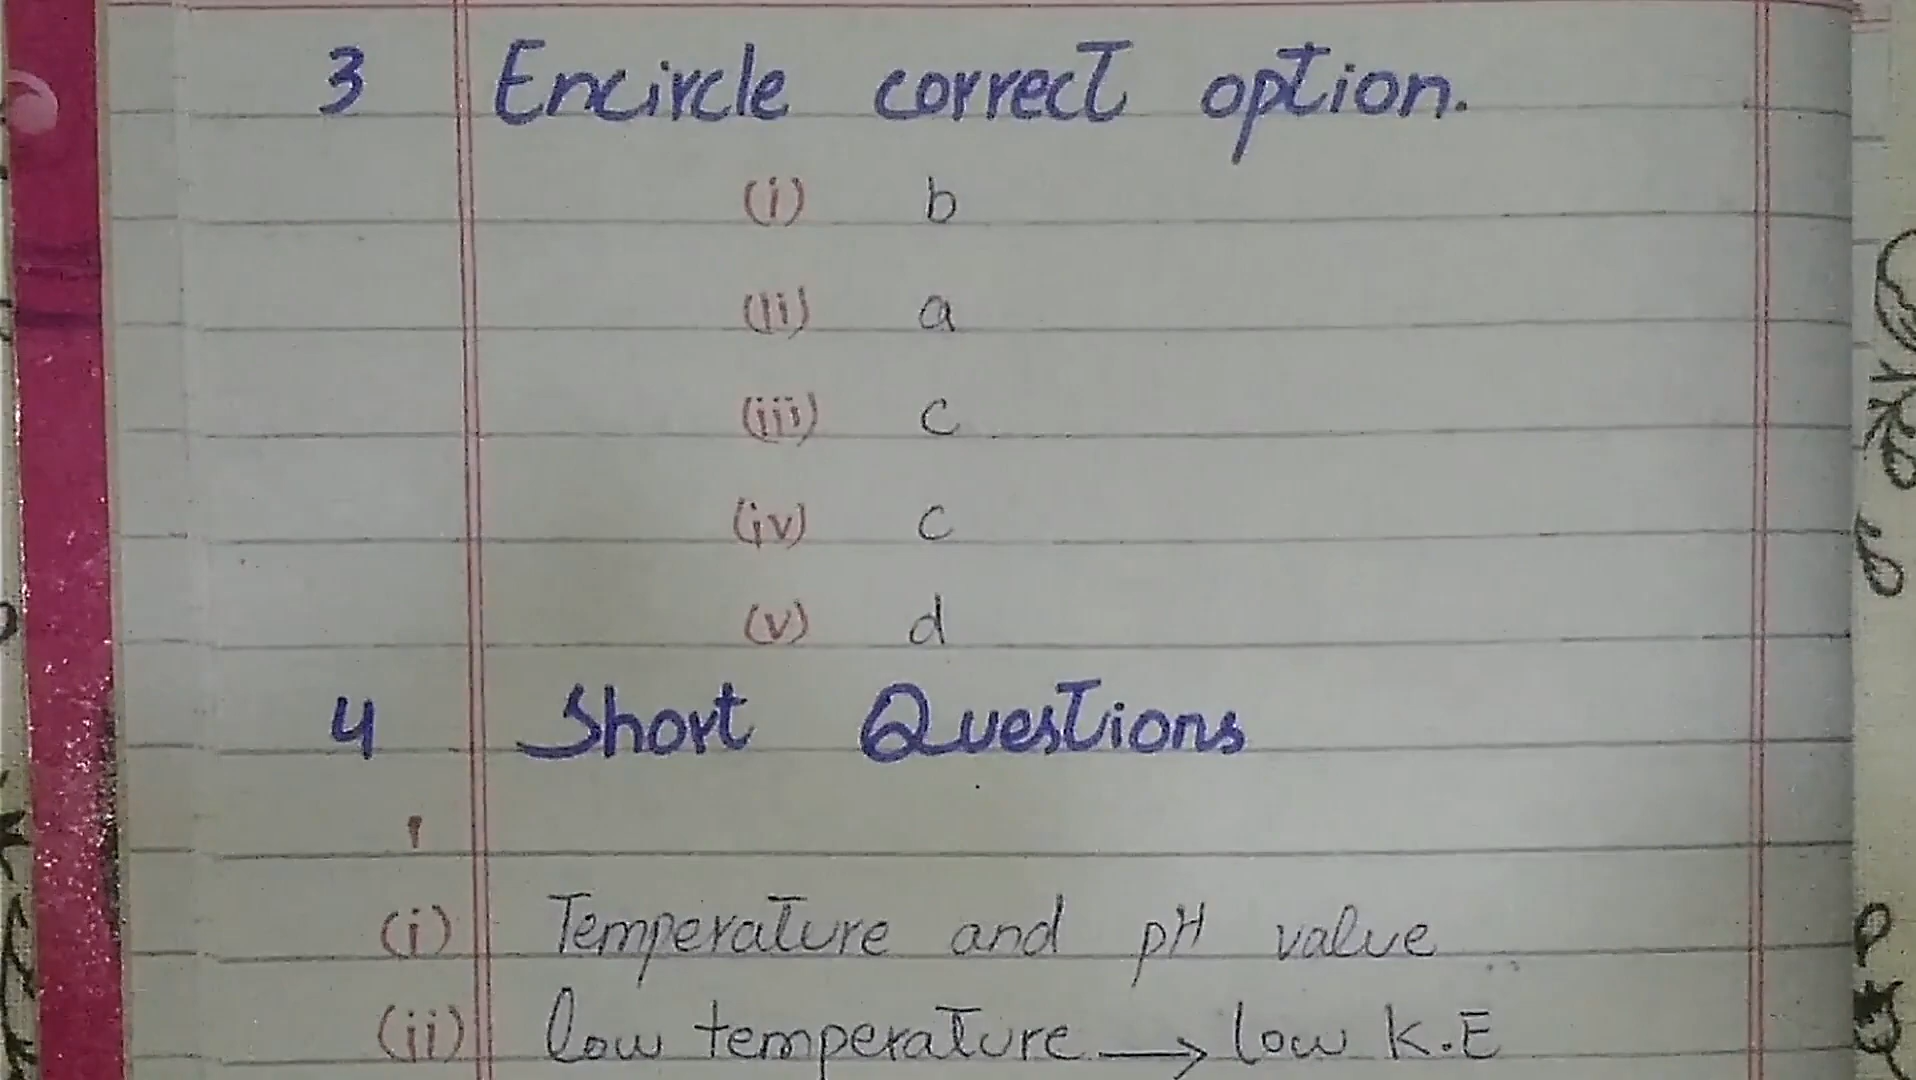 3 Encircle correct option.
(i) b
(ii) a
(iii) c
(iv) c
(v) d
4 Short Questions
(i) Temperature and pH value
(ii) low temperature → low K.E